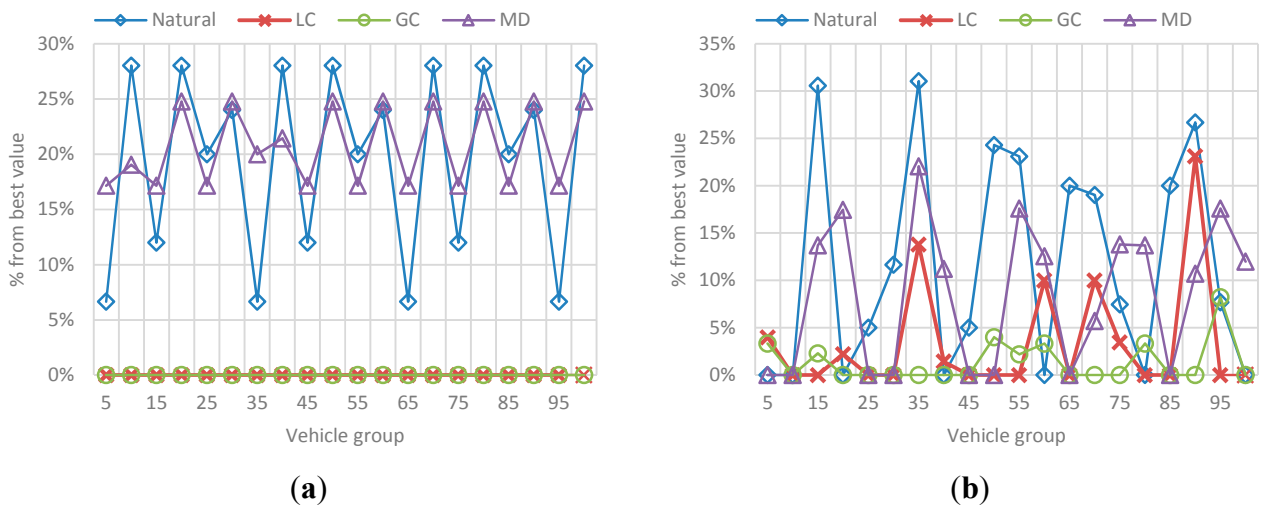 Natural LC GC MD
30%
25%
20%
15%
10%
5%
0%
% from best value
5 15 25 35 45 55 65 75 85 95
Vehicle group
(a)
Natural LC GC MD
35%
30%
25%
20%
15%
10%
5%
0%
% from best value
5 15 25 35 45 55 65 75 85 95
Vehicle group
(b)